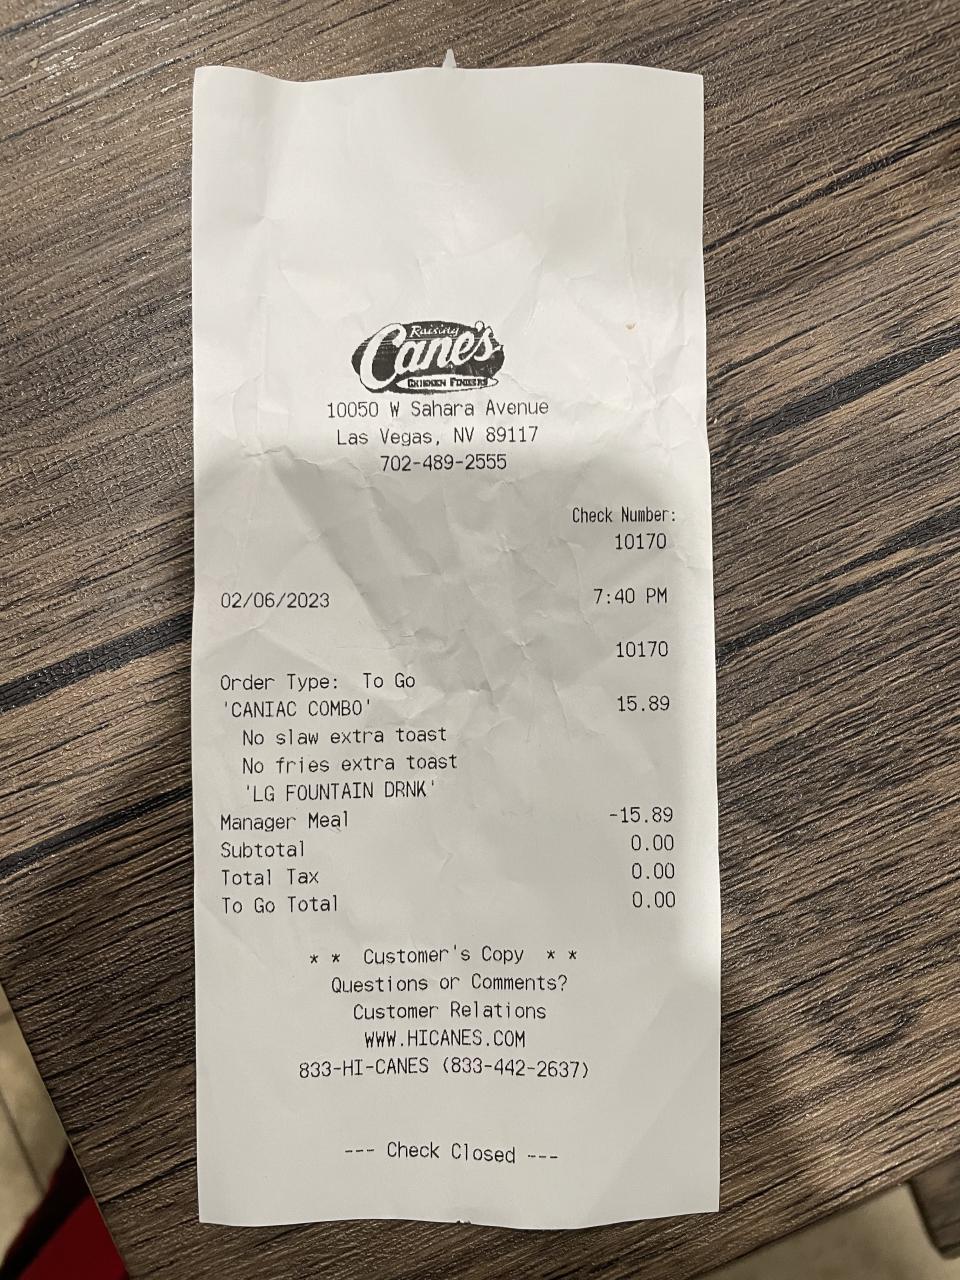 Raising
Cane's
CHICKEN FINGERS
10050 W Sahara Avenue
Las Vegas, NV 89117
702-489-2555
Check Number:
10170
02/06/2023 7:40 PM
10170
Order Type: To Go
'CANIAC COMBO' 15.89
No slaw extra toast
No fries extra toast
'LG FOUNTAIN DRNK'
Manager Meal -15.89
Subtotal 0.00
Total Tax 0.00
To Go Total 0.00
* * Customer's Copy * *
Questions or Comments?
Customer Relations
WWW.HICANES.COM
833-HI-CANES (833-442-2637)
--- Check Closed ---